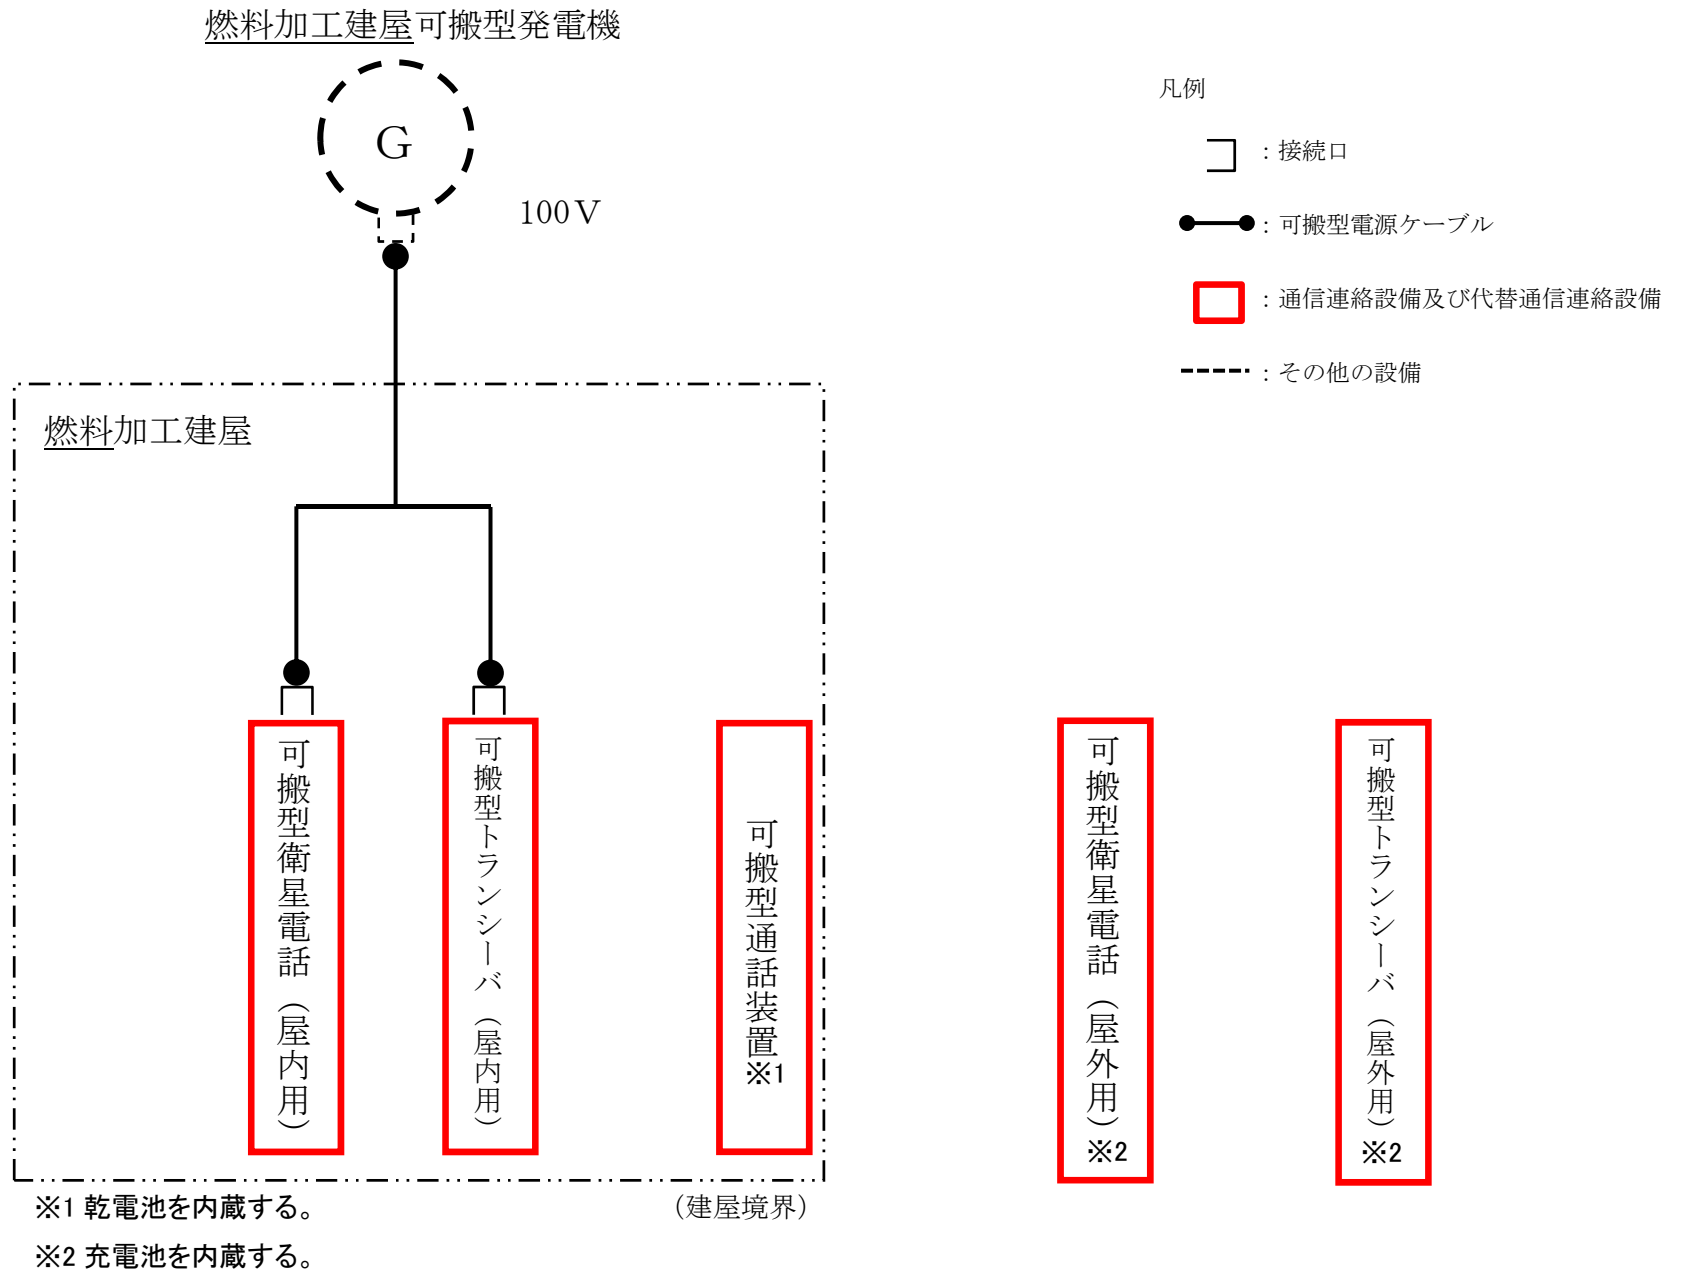 燃料加工建屋可搬型発電機
G
100V
凡例
：接続口
：可搬型電源ケーブル
：通信連絡設備及び代替通信連絡設備
：その他の設備
燃料加工建屋
可搬型衛星電話（屋内用）
可搬型トランシーバ（屋内用）
可搬型通話装置※1
可搬型衛星電話（屋外用）※2
可搬型トランシーバ（屋外用）※2
（建屋境界）
※1 乾電池を内蔵する。
※2 充電池を内蔵する。